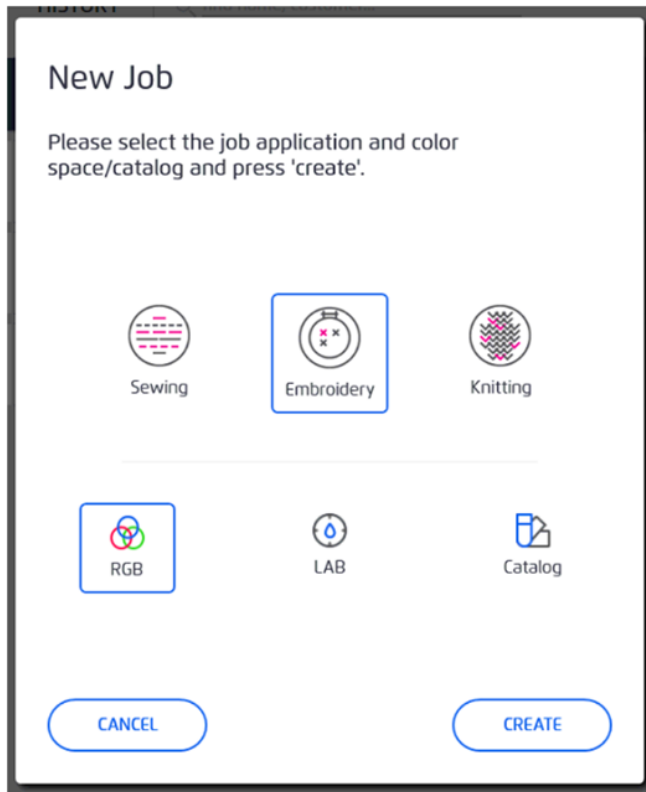 HISTORY
New Job
Please select the job application and color
space/catalog and press 'create'.
Sewing Embroidery Knitting
RGB LAB Catalog
CANCEL CREATE